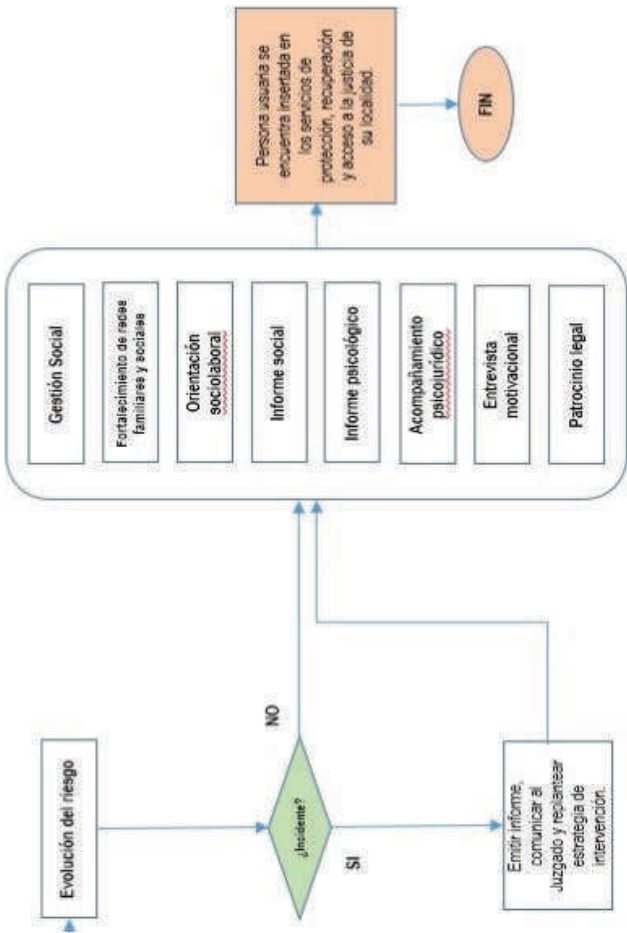 Evolución del riesgo
¿Incidente?
NO
SI
Emitir informe,
comunicar al
Juzgado y replantear
estrategia de
intervención.
Gestión Social
Fortalecimiento de redes
familiares y sociales
Orientación
sociolaboral
Informe social
Informe psicológico
Acompañamiento
psicojurídico
Entrevista
motivacional
Patrocinio legal
Persona usuaria se
encuentra insertada en
los servicios de
protección, recuperación
y acceso a la justicia de
su localidad.
FIN